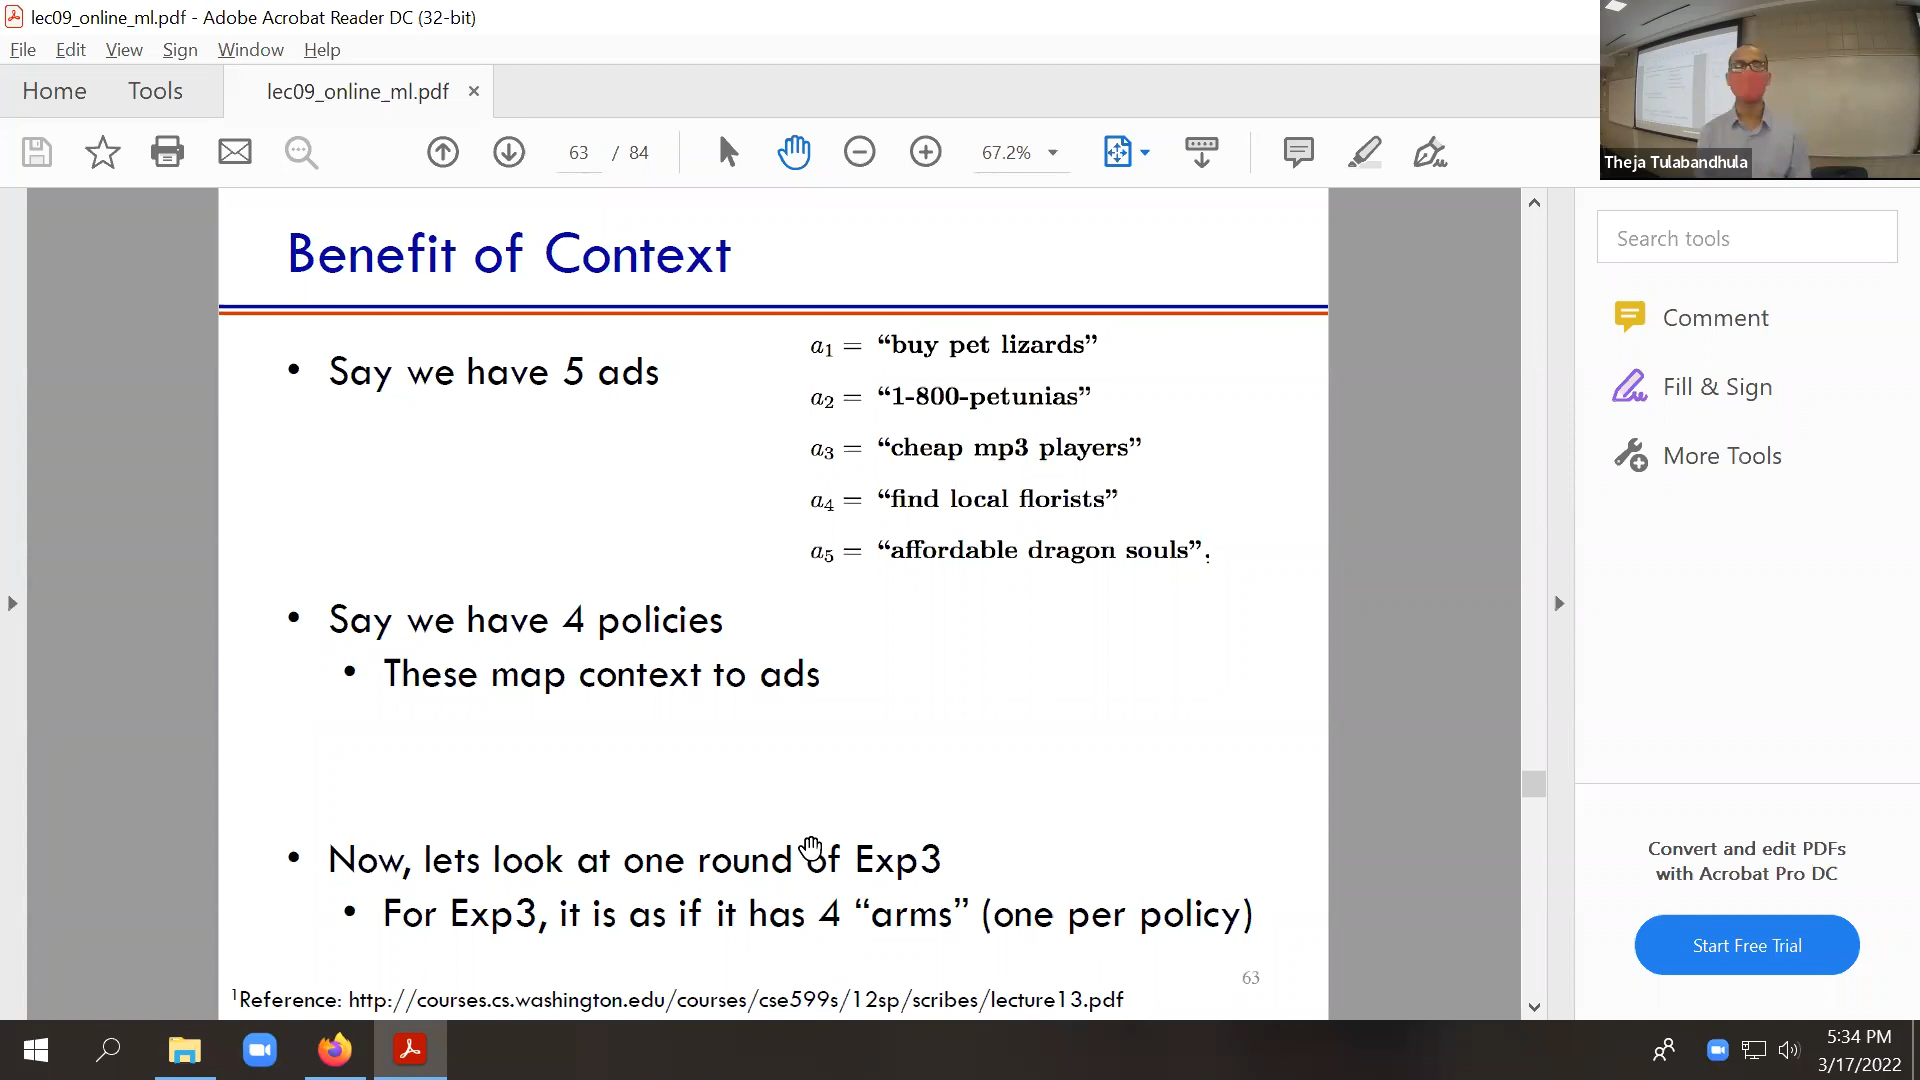 lec09_online_ml.pdf - Adobe Acrobat Reader DC (32-bit)
File Edit View Sign Window Help
Home Tools lec09_online_ml.pdf ×
63 / 84 67.2%
Theja Tulabandhula
Benefit of Context
• Say we have 5 ads
a1 = “buy pet lizards”
a2 = “1-800-petunias”
a3 = “cheap mp3 players”
a4 = “find local florists”
a5 = “affordable dragon souls”.
• Say we have 4 policies
• These map context to ads
• Now, lets look at one round of Exp3
• For Exp3, it is as if it has 4 “arms” (one per policy)
63
1Reference: http://courses.cs.washington.edu/courses/cse599s/12sp/scribes/lecture13.pdf
Search tools
Comment
Fill & Sign
More Tools
Convert and edit PDFs
with Acrobat Pro DC
Start Free Trial
5:34 PM
3/17/2022